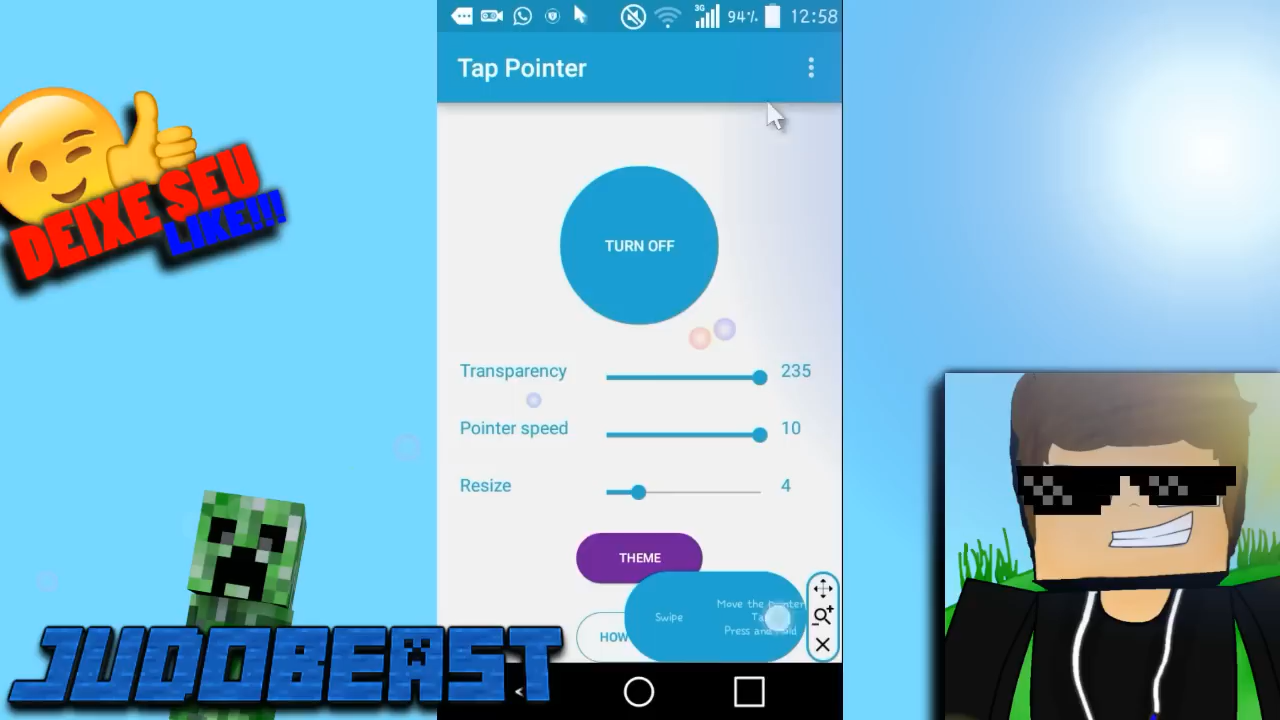 3G
94%
12:58
Tap Pointer
TURN OFF
Transparency
235
Pointer speed
10
Resize
4
THEME
HOW
Swipe
Move the pointer
Press and
DEIXE SEU
LIKE!!!
JUDOBEAST